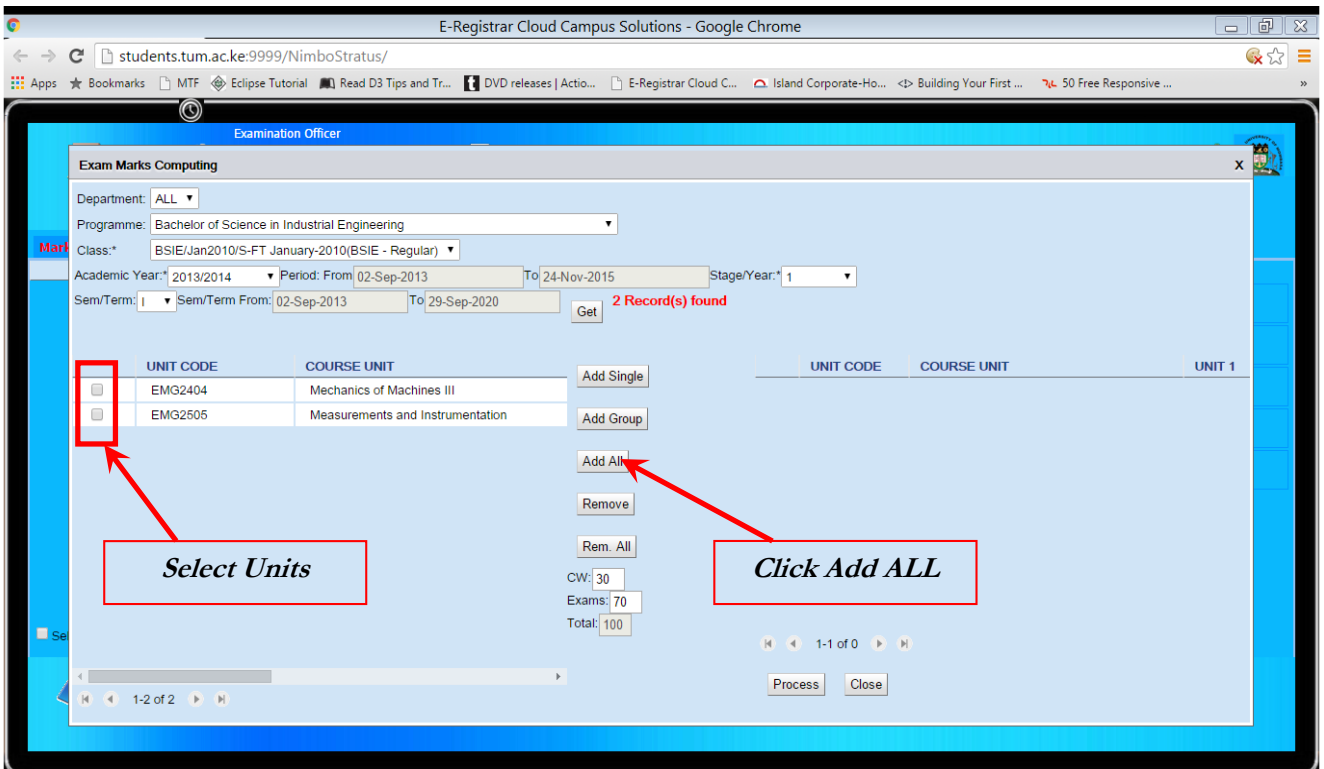 E-Registrar Cloud Campus Solutions - Google Chrome
students.tum.ac.ke:9999/NimboStratus/
Apps Bookmarks MTF Eclipse Tutorial Read D3 Tips and Tr... DVD releases | Actio... E-Registrar Cloud C... Island Corporate-Ho... Building Your First ... 50 Free Responsive ... »
Examination Officer
Exam Marks Computing x
Department: ALL
Programme: Bachelor of Science in Industrial Engineering
Mark
Class:* BSIE/Jan2010/S-FT January-2010(BSIE - Regular)
Academic Year:* 2013/2014 Period: From 02-Sep-2013 To 24-Nov-2015 Stage/Year:* 1
Sem/Term: I Sem/Term From: 02-Sep-2013 To 29-Sep-2020 Get 2 Record(s) found
UNIT CODE COURSE UNIT
EMG2404 Mechanics of Machines III
EMG2505 Measurements and Instrumentation
Add Single
Add Group
Add All
Remove
Rem. All
CW: 30
Exams: 70
Total: 100
UNIT CODE COURSE UNIT UNIT 1
Select Units
Click Add ALL
Sel
1-1 of 0
Process Close
1-2 of 2